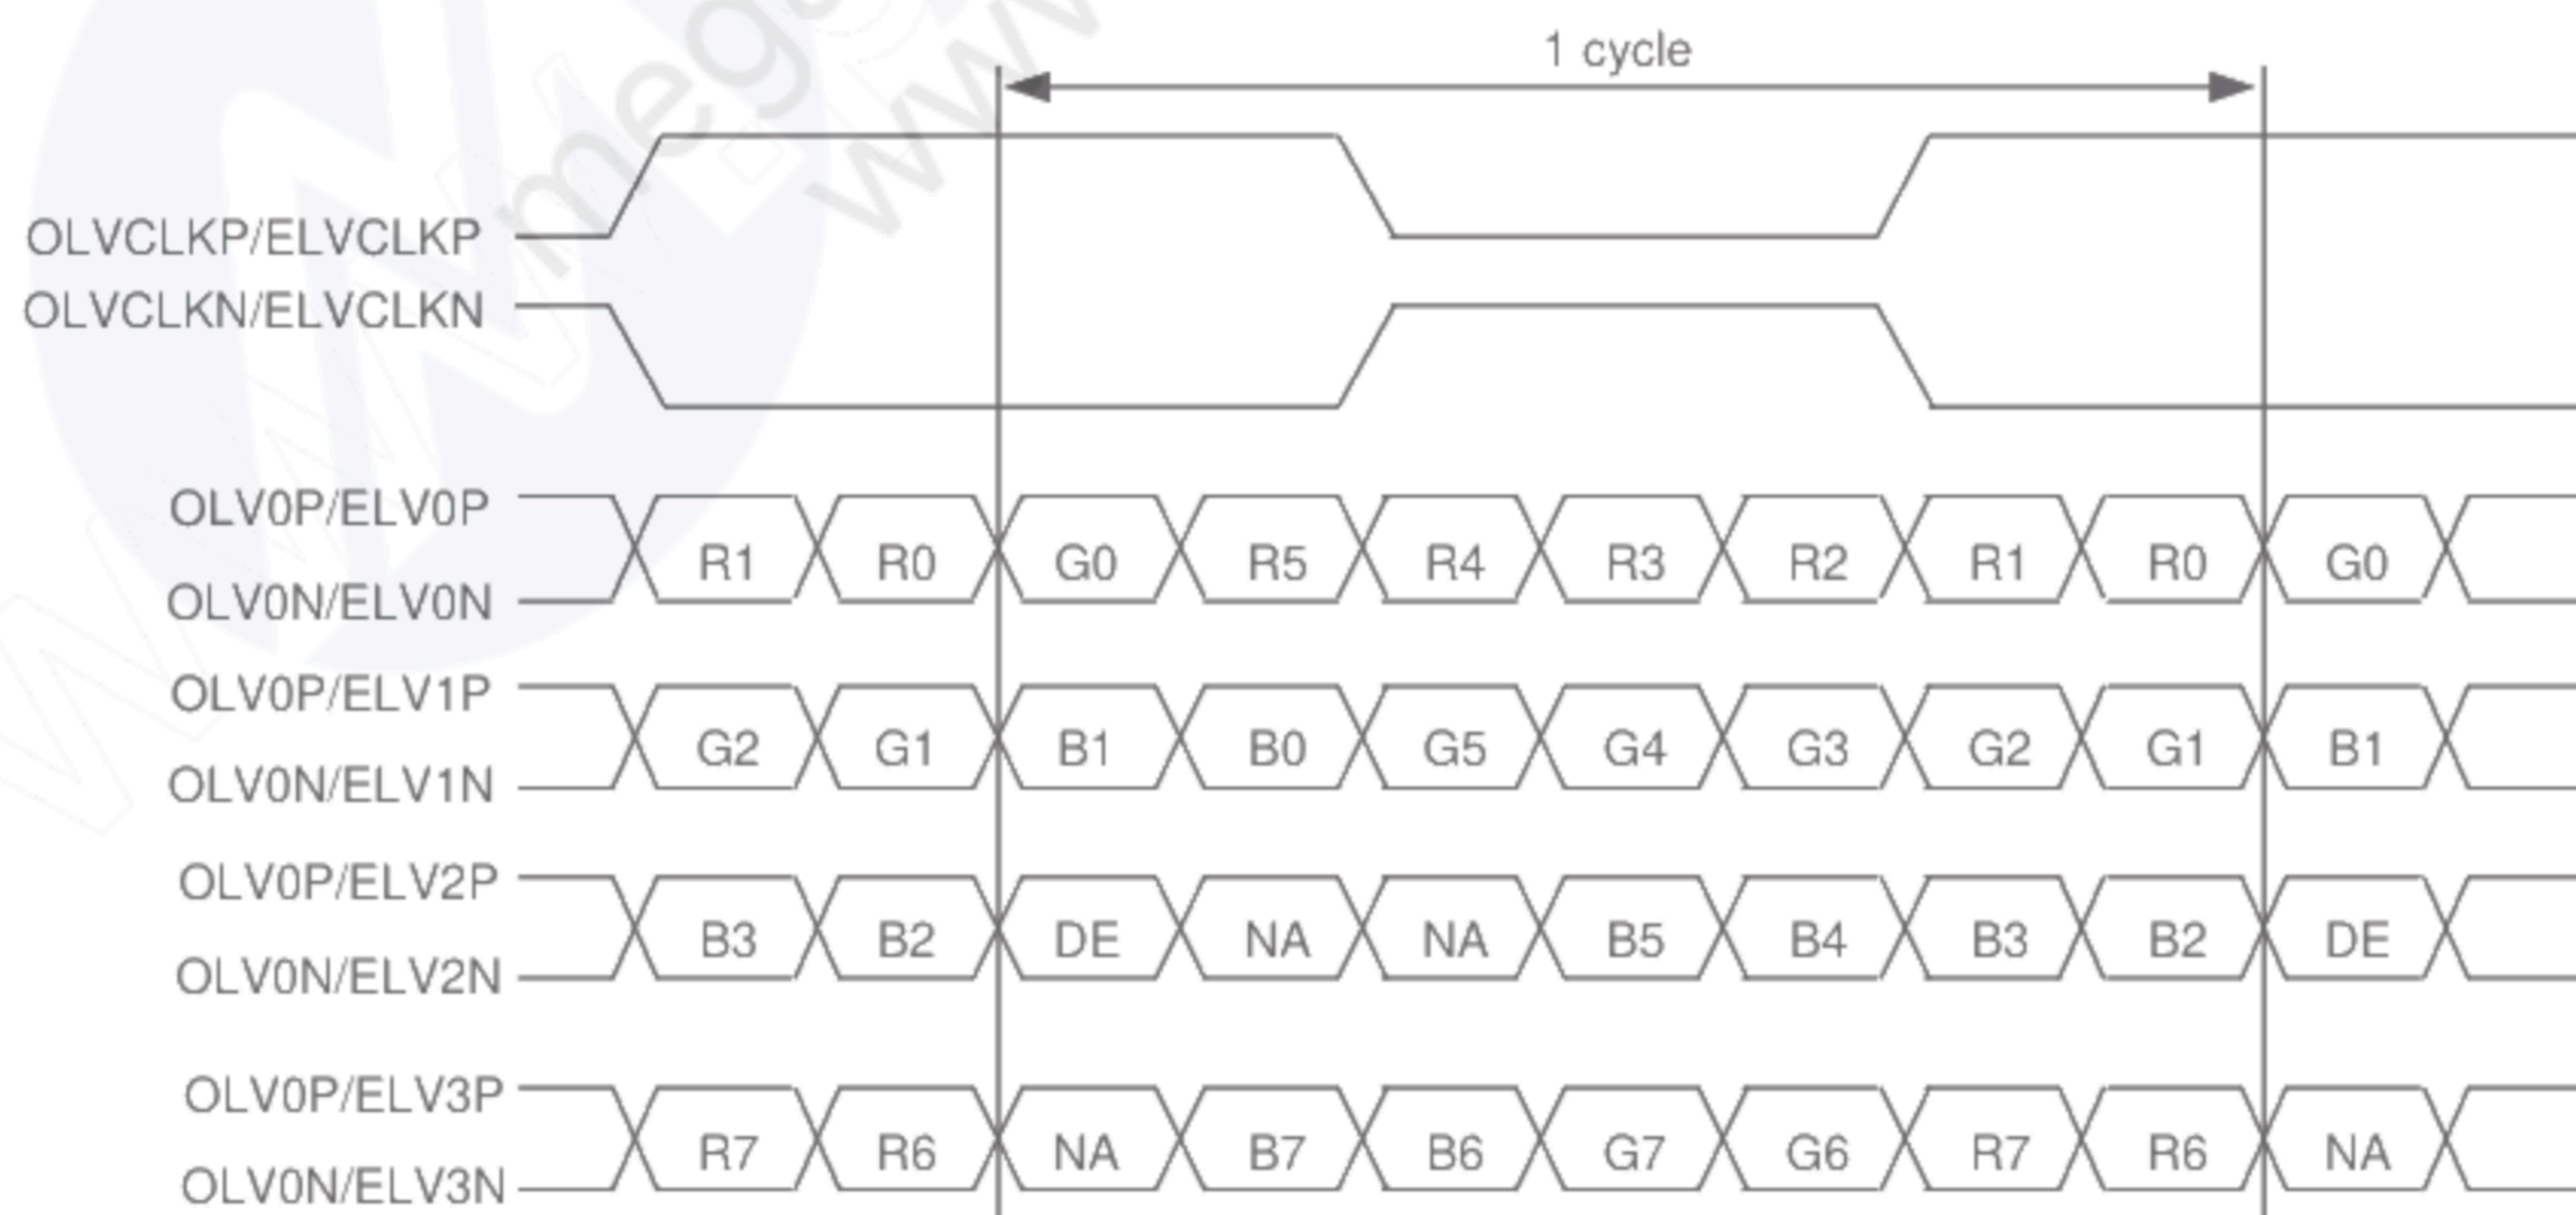 1 cycle
OLVCLKP/ELVCLKP
OLVCLKN/ELVCLKN
OLV0P/ELV0P
R1 R0 G0 R5 R4 R3 R2 R1 R0 G0
OLV0N/ELV0N
OLV0P/ELV1P
G2 G1 B1 B0 G5 G4 G3 G2 G1 B1
OLV0N/ELV1N
OLV0P/ELV2P
B3 B2 DE NA NA B5 B4 B3 B2 DE
OLV0N/ELV2N
OLV0P/ELV3P
R7 R6 NA B7 B6 G7 G6 R7 R6 NA
OLV0N/ELV3N